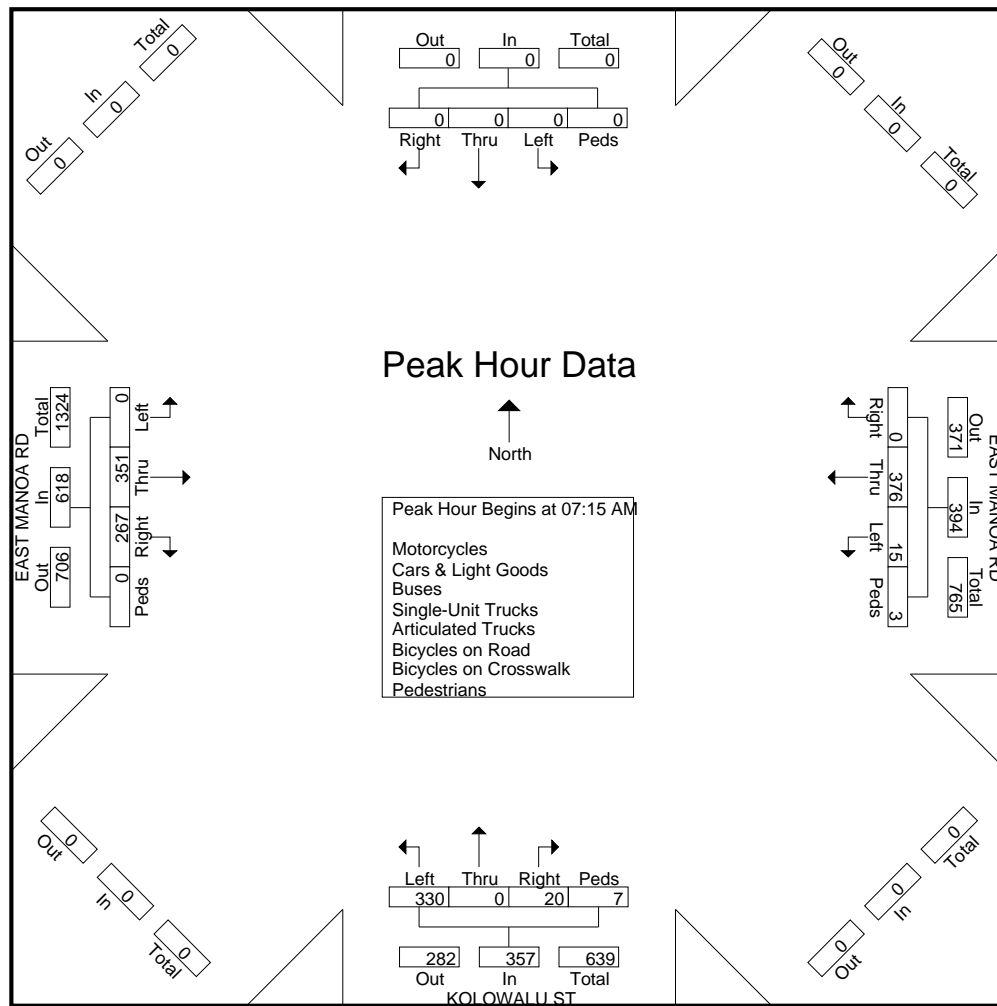 Out In Total
0 0 0
0 0 0 0
Right Thru Left Peds
Total
0
In
0
Out
0
Out
0
In
0
Total
0
Peak Hour Data
North
EAST MANOA RD
Total In Out
1324 618 706
0 351 267 0
Left Thru Right Peds
Peak Hour Begins at 07:15 AM
Motorcycles
Cars & Light Goods
Buses
Single-Unit Trucks
Articulated Trucks
Bicycles on Road
Bicycles on Crosswalk
Pedestrians
Right Thru Left Peds
0 376 15 3
Out In Total
371 394 765
EAST MANOA RD
0
Out
0
In
0
Total
Left Thru Right Peds
330 0 20 7
282 357 639
Out In Total
KOLOWALU ST
0
Total
0
In
0
Out